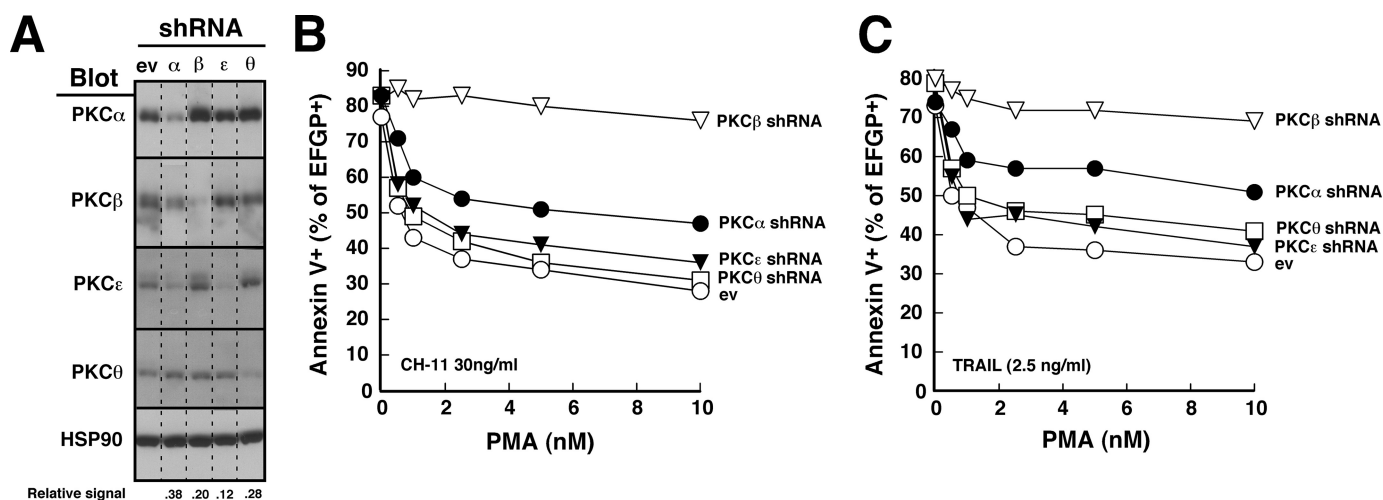 A
shRNA
ev α β ε θ
Blot
PKCα
PKCβ
PKCε
PKCθ
HSP90
Relative signal .38 .20 .12 .28
B
Annexin V+ (% of EFGP+)
90
80
70
60
50
40
30
20
10
0
0 2 4 6 8 10
PMA (nM)
CH-11 30ng/ml
PKCβ shRNA
PKCα shRNA
PKCε shRNA
PKCθ shRNA
ev
C
Annexin V+ (% of EFGP+)
80
70
60
50
40
30
20
10
0
0 2 4 6 8 10
PMA (nM)
TRAIL (2.5 ng/ml)
PKCβ shRNA
PKCα shRNA
PKCθ shRNA
PKCε shRNA
ev